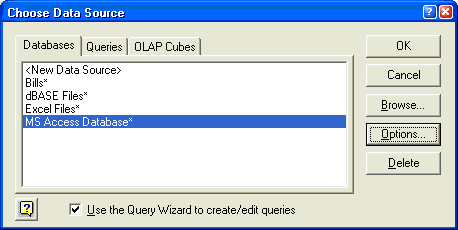 Choose Data Source
Databases Queries OLAP Cubes
<New Data Source>
Bills*
dBASE Files*
Excel Files*
MS Access Database*
OK
Cancel
Browse...
Options...
Delete
Use the Query Wizard to create/edit queries